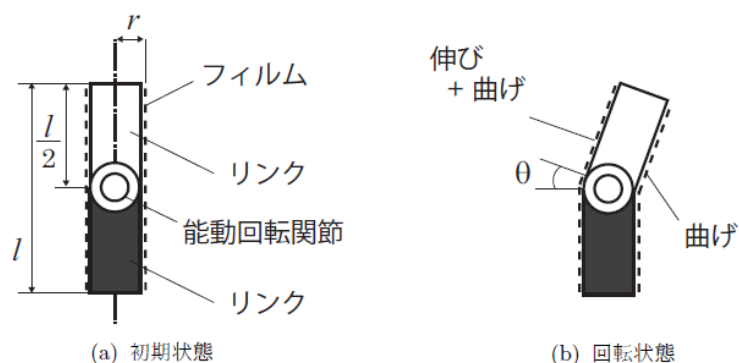 r
フィルム
l/2
リンク
能動回転関節
l
リンク
(a) 初期状態
伸び
+ 曲げ
θ
曲げ
(b) 回転状態